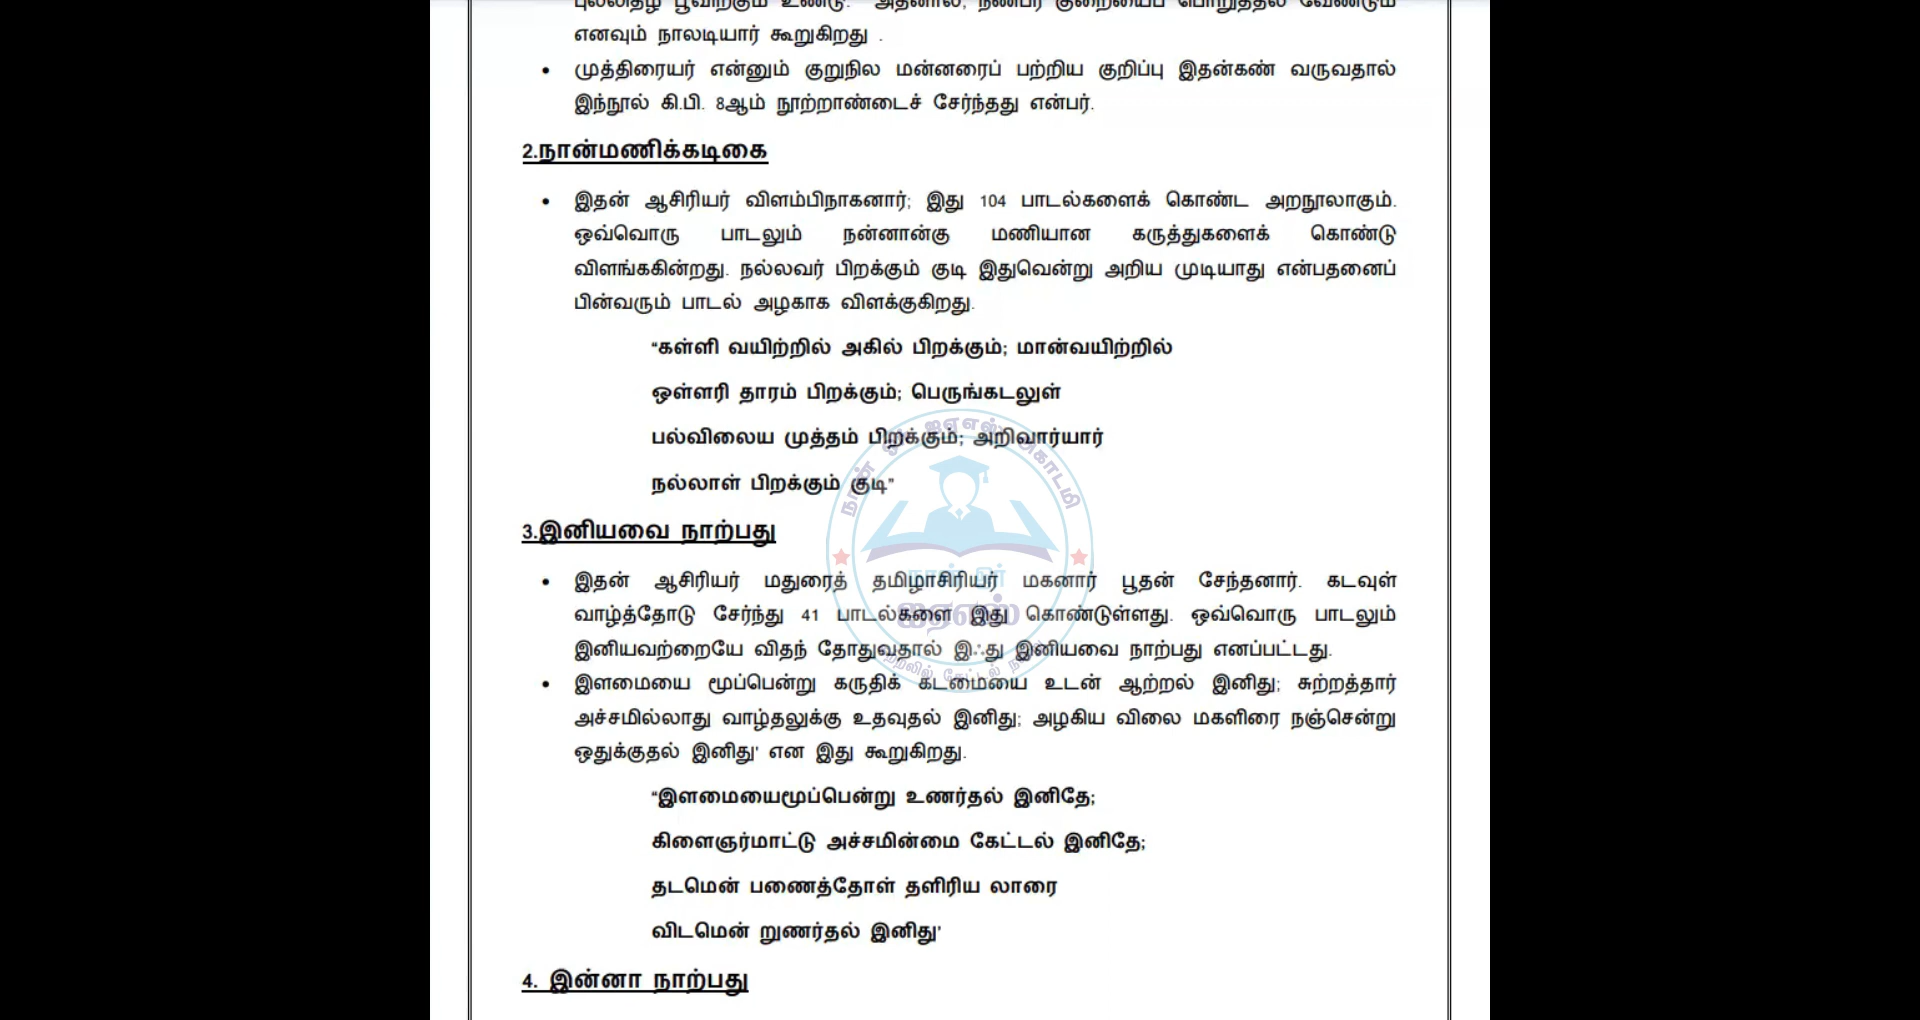 புல்லிதழ் பூவிற்கும் உண்டு. அதனால், நண்பர் குறையைப் பொறுத்தல் வேண்டும்
எனவும் நாலடியார் கூறுகிறது .
• முத்திரையர் என்னும் குறுநில மன்னரைப் பற்றிய குறிப்பு இதன்கண் வருவதால்
இந்நூல் கி.பி. 8ஆம் நூற்றாண்டைச் சேர்ந்தது என்பர்.
2.நான்மணிக்கடிகை
• இதன் ஆசிரியர் விளம்பிநாகனார்; இது 104 பாடல்களைக் கொண்ட அறநூலாகும்.
ஒவ்வொரு பாடலும் நன்னான்கு மணியான கருத்துகளைக் கொண்டு
விளங்ககின்றது. நல்லவர் பிறக்கும் குடி இதுவென்று அறிய முடியாது என்பதனைப்
பின்வரும் பாடல் அழகாக விளக்குகிறது.
“கள்ளி வயிற்றில் அகில் பிறக்கும்; மான்வயிற்றில்
ஒள்ளரி தாரம் பிறக்கும்; பெருங்கடலுள்
பல்விலைய முத்தம் பிறக்கும்; அறிவார்யார்
நல்லாள் பிறக்கும் குடி”
3.இனியவை நாற்பது
• இதன் ஆசிரியர் மதுரைத் தமிழாசிரியர் மகனார் பூதன் சேந்தனார். கடவுள்
வாழ்த்தோடு சேர்ந்து 41 பாடல்களை இது கொண்டுள்ளது. ஒவ்வொரு பாடலும்
இனியவற்றையே விதந் தோதுவதால் இஃது இனியவை நாற்பது எனப்பட்டது.
• இளமையை மூப்பென்று கருதிக் கடமையை உடன் ஆற்றல் இனிது; சுற்றத்தார்
அச்சமில்லாது வாழ்தலுக்கு உதவுதல் இனிது; அழகிய விலை மகளிரை நஞ்சென்று
ஒதுக்குதல் இனிது' என இது கூறுகிறது.
“இளமையைமூப்பென்று உணர்தல் இனிதே;
கிளைஞர்மாட்டு அச்சமின்மை கேட்டல் இனிதே;
தடமென் பணைத்தோள் தளிரிய லாரை
விடமென் றுணர்தல் இனிது'
4. இன்னா நாற்பது